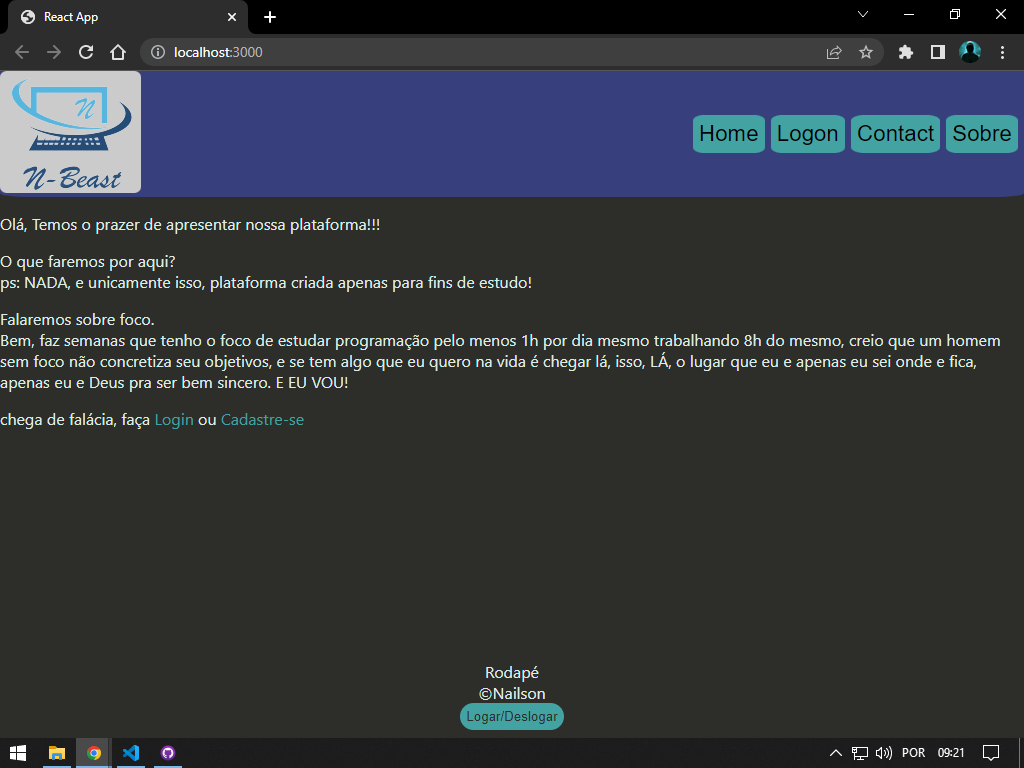 React App
localhost:3000
N
N-Beast
Home Logon Contact Sobre
Olá, Temos o prazer de apresentar nossa plataforma!!!
O que faremos por aqui?
ps: NADA, e unicamente isso, plataforma criada apenas para fins de estudo!
Falaremos sobre foco.
Bem, faz semanas que tenho o foco de estudar programação pelo menos 1h por dia mesmo trabalhando 8h do mesmo, creio que um homem
sem foco não concretiza seu objetivos, e se tem algo que eu quero na vida é chegar lá, isso, LÁ, o lugar que eu e apenas eu sei onde e fica,
apenas eu e Deus pra ser bem sincero. E EU VOU!
chega de falácia, faça Login ou Cadastre-se
Rodapé
©Nailson
Logar/Deslogar
POR 09:21